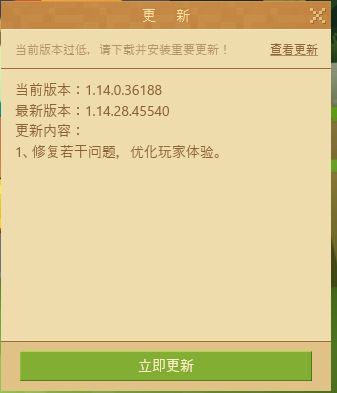 更 新
当前版本过低，请下载并安装重要更新！ 查看更新
当前版本：1.14.0.36188
最新版本：1.14.28.45540
更新内容：
1、修复若干问题，优化玩家体验。
立即更新